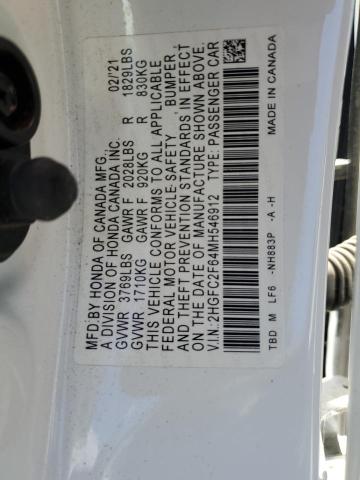 MFD.BY HONDA OF CANADA MFG. 02/'21
A DIVISION OF HONDA CANADA INC.
GVWR 3769LBS GAWR F 2028LBS R 1829LBS
GVWR 1710KG GAWR F 920KG R 830KG
THIS VEHICLE CONFORMS TO ALL APPLICABLE
FEDERAL MOTOR VEHICLE SAFETY BUMPER,
AND THEFT PREVENTION STANDARDS IN EFFECT
ON THE DATE OF MANUFACTURE SHOWN ABOVE.
V.I.N.:2HGFC2F64MH546912 TYPE: PASSENGER CAR
TBD M LF6 -NH883P -A -H MADE IN CANADA